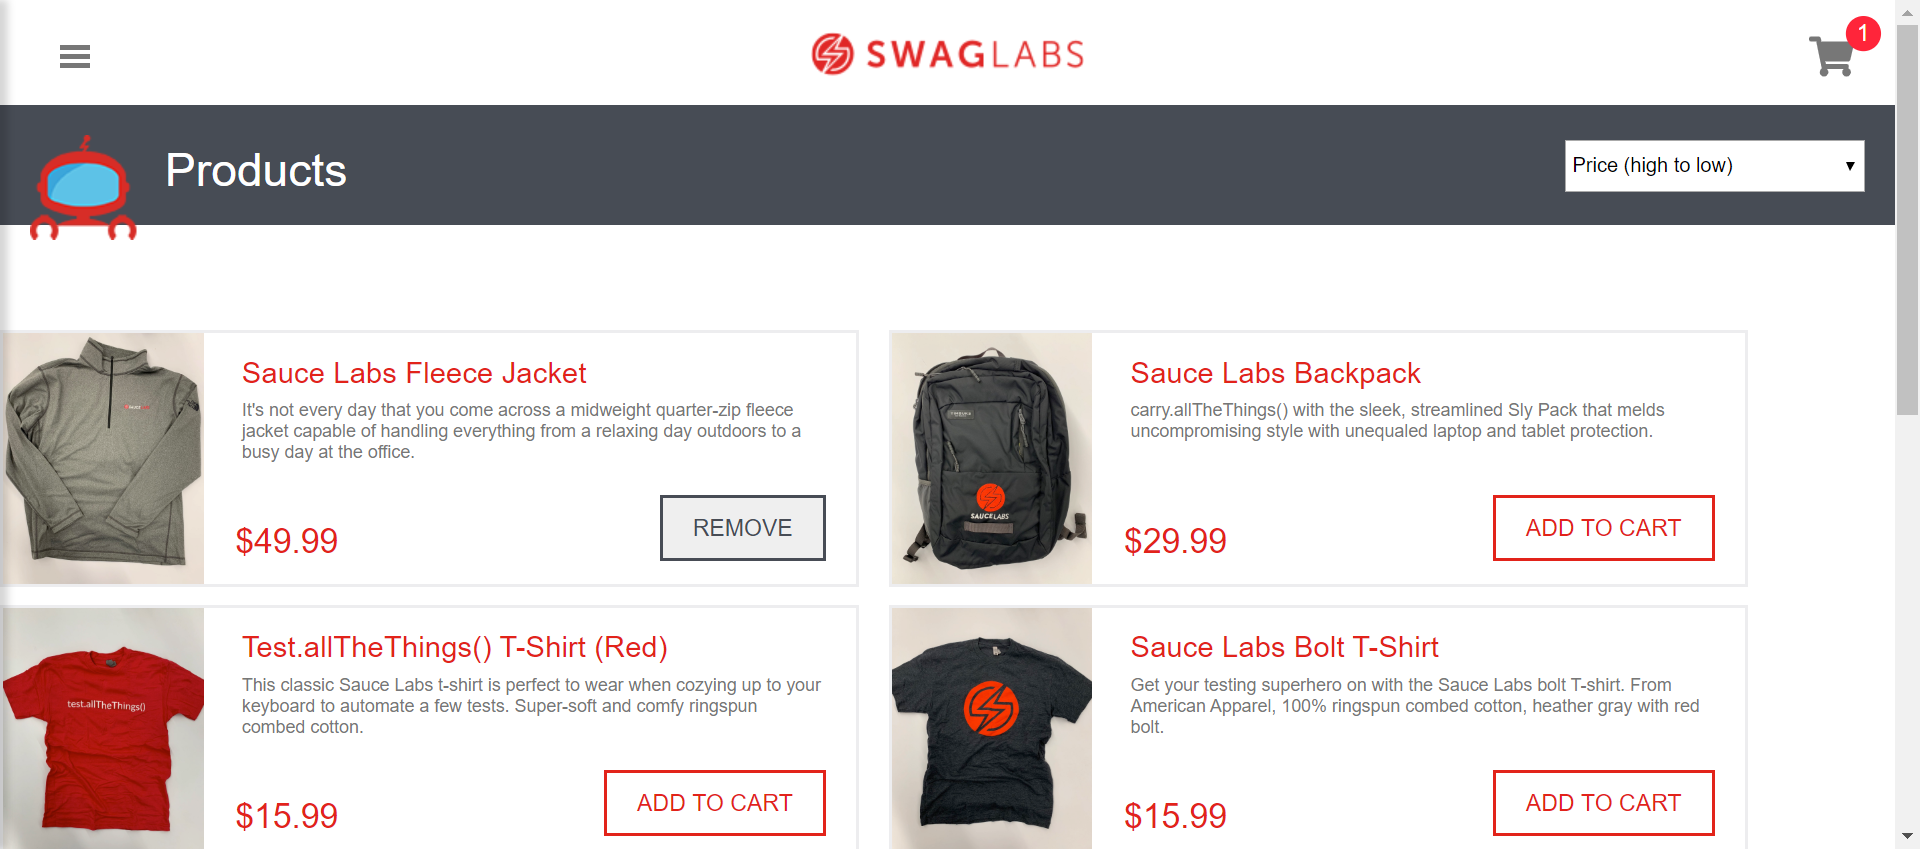 SWAGLABS
1
Products
Price (high to low)
Sauce Labs Fleece Jacket
It's not every day that you come across a midweight quarter-zip fleece
jacket capable of handling everything from a relaxing day outdoors to a
busy day at the office.
$49.99
REMOVE
Sauce Labs Backpack
carry.allTheThings() with the sleek, streamlined Sly Pack that melds
uncompromising style with unequaled laptop and tablet protection.
SAUCELABS
$29.99
ADD TO CART
Test.allTheThings() T-Shirt (Red)
This classic Sauce Labs t-shirt is perfect to wear when cozying up to your
keyboard to automate a few tests. Super-soft and comfy ringspun
combed cotton.
test.allTheThings()
$15.99
ADD TO CART
Sauce Labs Bolt T-Shirt
Get your testing superhero on with the Sauce Labs bolt T-shirt. From
American Apparel, 100% ringspun combed cotton, heather gray with red
bolt.
$15.99
ADD TO CART